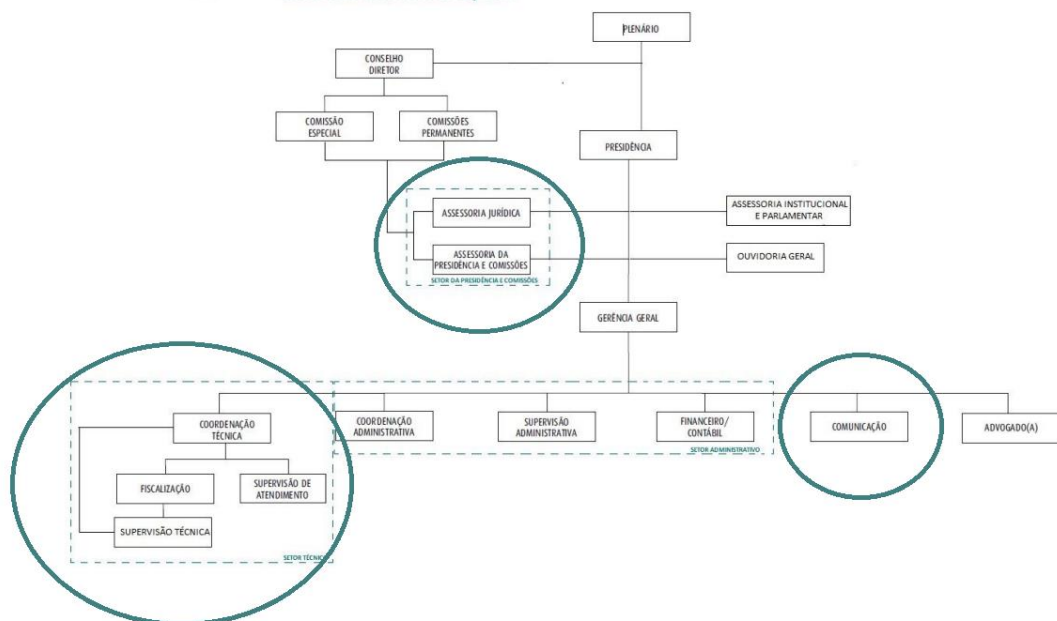 PLENÁRIO
CONSELHO
DIRETOR
COMISSÃO
ESPECIAL
COMISSÕES
PERMANENTES
PRESIDÊNCIA
ASSESSORIA JURÍDICA
ASSESSORIA INSTITUCIONAL
E PARLAMENTAR
ASSESSORIA DA
PRESIDÊNCIA E COMISSÕES
OUVIDORIA GERAL
SETOR DA PRESIDÊNCIA E COMISSÕES
GERÊNCIA GERAL
COORDENAÇÃO
TÉCNICA
COORDENAÇÃO
ADMINISTRATIVA
SUPERVISÃO
ADMINISTRATIVA
FINANCEIRO/
CONTÁBIL
COMUNICAÇÃO
ADVOGADO(A)
SETOR ADMINISTRATIVO
FISCALIZAÇÃO
SUPERVISÃO DE
ATENDIMENTO
SUPERVISÃO TÉCNICA
SETOR TÉCNICO